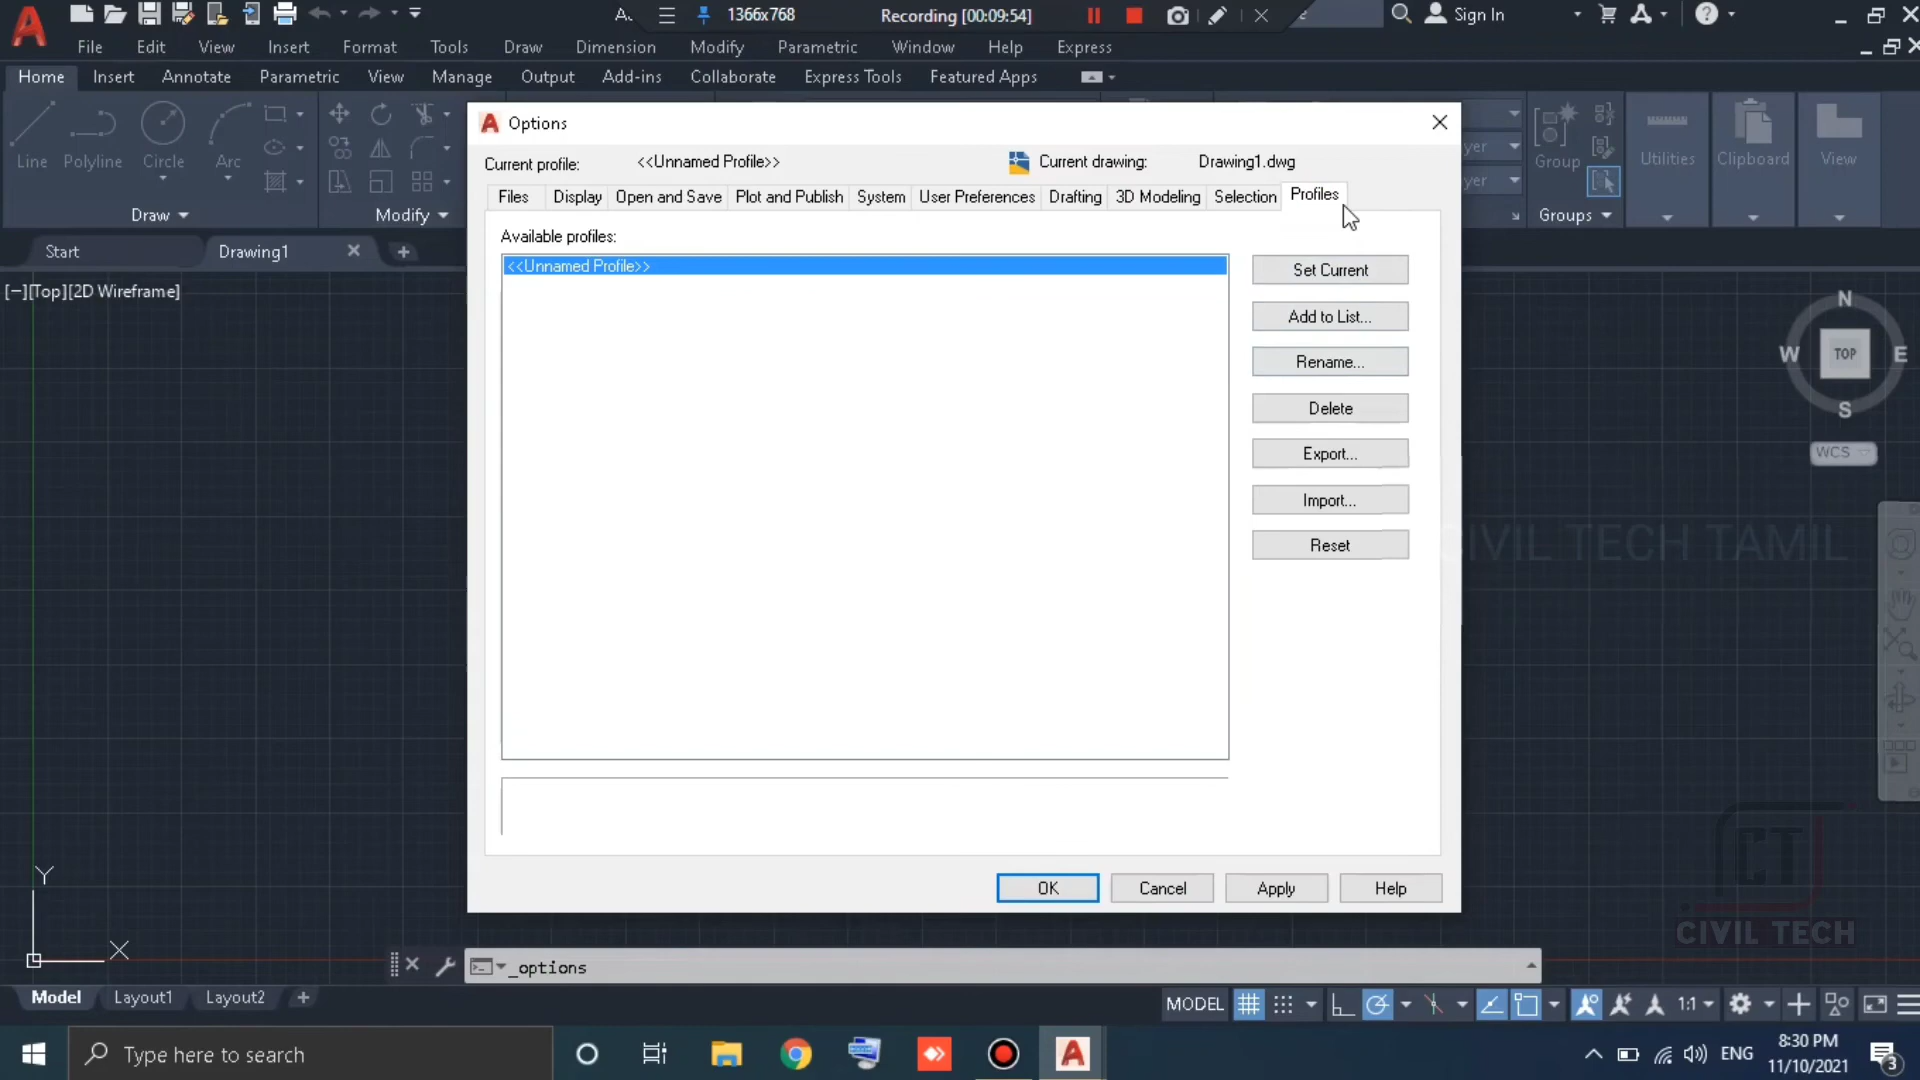 1366x768
Recording [00:09:54]
Sign In
File Edit View Insert Format Tools Draw Dimension Modify Parametric Window Help Express
Home Insert Annotate Parametric View Manage Output Add-ins Collaborate Express Tools Featured Apps
Line Polyline Circle Arc
Draw
Modify
Group
Groups
Utilities
Clipboard
View
Start
Drawing1
[−][Top][2D Wireframe]
Options
Current profile:
<<Unnamed Profile>>
Current drawing:
Drawing1.dwg
Files Display Open and Save Plot and Publish System User Preferences Drafting 3D Modeling Selection Profiles
Available profiles:
<<Unnamed Profile>>
Set Current
Add to List...
Rename...
Delete
Export...
Import...
Reset
OK
Cancel
Apply
Help
N
W
TOP
E
S
WCS
CIVIL TECH TAMIL
CT
CIVIL TECH
Y
X
_options
Model
Layout1
Layout2
MODEL
1:1
Type here to search
ENG
8:30 PM
11/10/2021
3